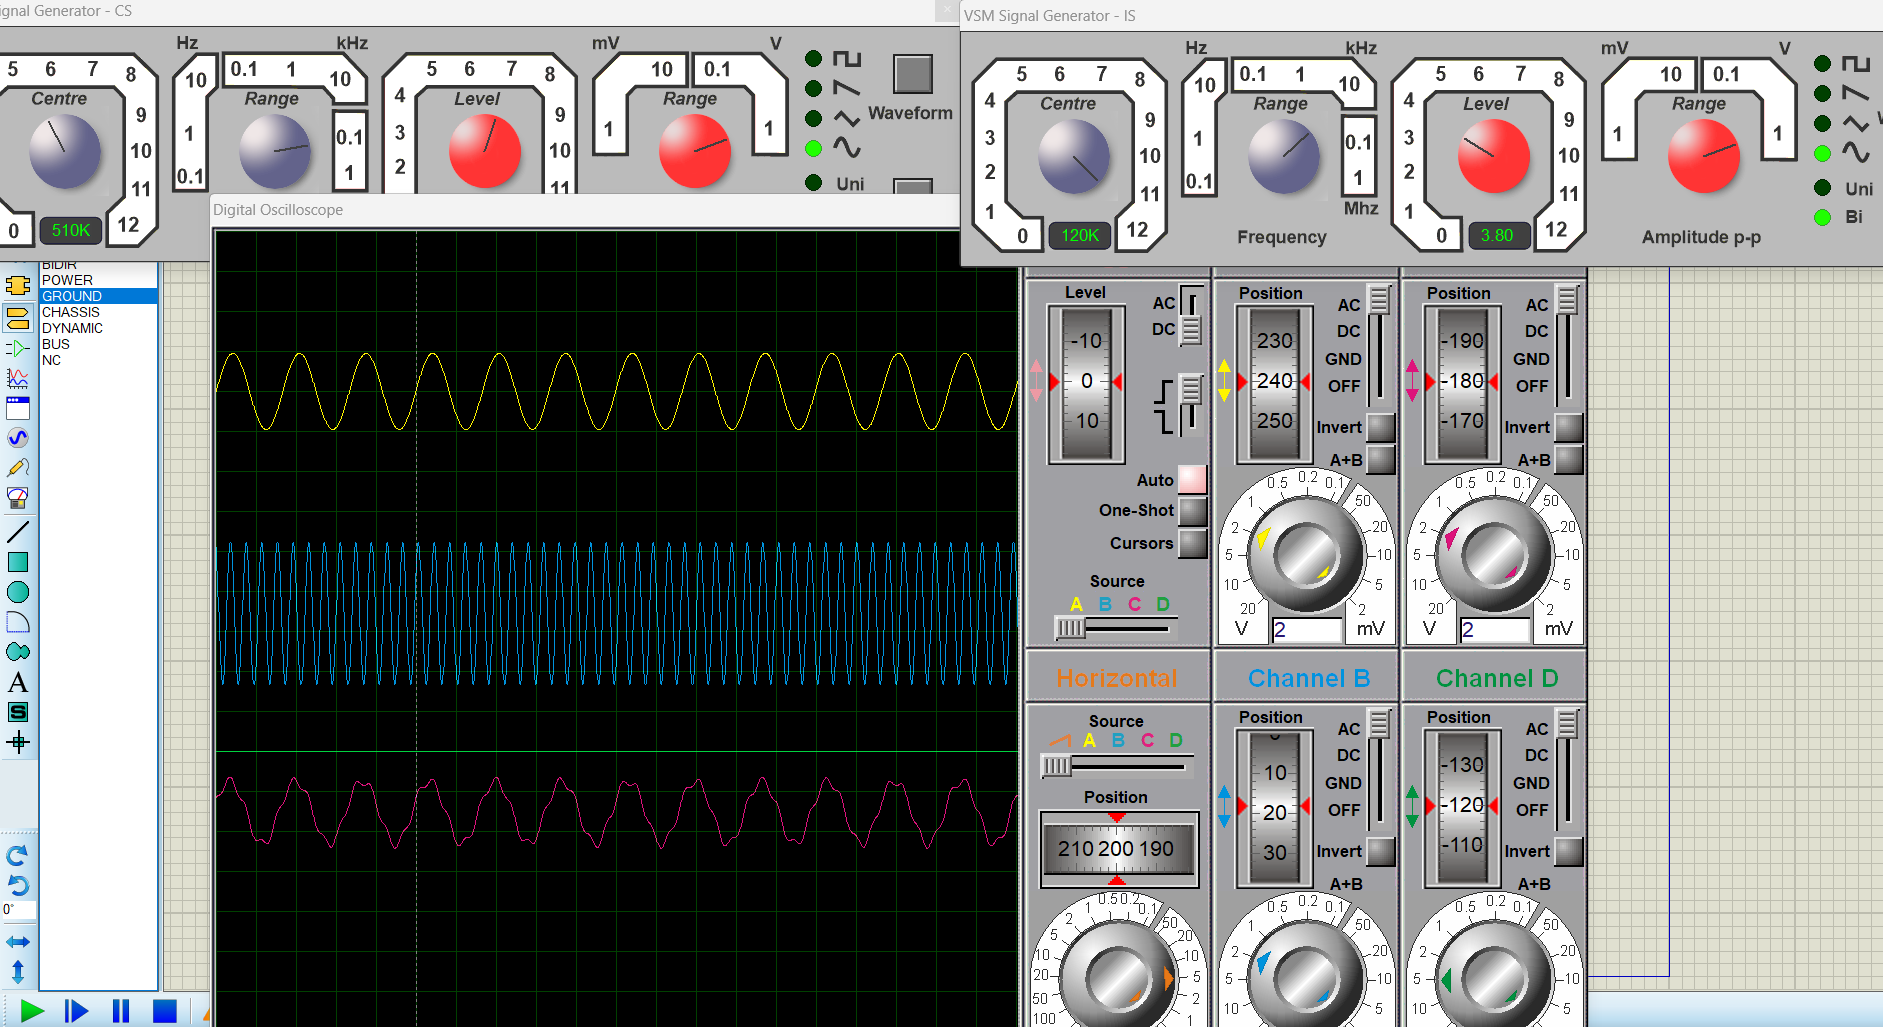 ignal Generator - CS
VSM Signal Generator - IS
Hz
kHz
mV
V
5 6 7 8
4
3
2
9
10
11
12
0
Centre
510K
10
1
0.1
0.1 1 10
0.1
1
Range
5 6 7 8
4
3
2
9
10
11
Level
10
0.1
1
1
Range
Waveform
Uni
Hz
kHz
mV
V
5 6 7 8
4
3
2
1
0
9
10
11
12
Centre
120K
10
1
0.1
0.1 1 10
0.1
1
Mhz
Range
Frequency
5 6 7 8
4
3
2
1
0
9
10
11
12
Level
3.80
10
0.1
1
1
Range
Amplitude p-p
Uni
Bi
Digital Oscilloscope
BIDIR
POWER
GROUND
CHASSIS
DYNAMIC
BUS
NC
A
S
0°
Level
AC
DC
-10
0
10
Auto
One-Shot
Cursors
Source
A B C D
Position
AC
DC
GND
OFF
230
240
250
Invert
A+B
20 10 5 2 1 0.5 0.2 0.1 50 20 10 5 2
V
2
mV
Position
AC
DC
GND
OFF
-190
-180
-170
Invert
A+B
20 10 5 2 1 0.5 0.2 0.1 50 20 10 5 2
V
2
mV
Horizontal
Channel B
Channel D
Source
A B C D
Position
210 200 190
100 50 20 10 5 2 1 0.5 0.2 0.1 50 20 10 5 2 1
Position
AC
DC
GND
OFF
10
20
30
Invert
A+B
10 5 2 1 0.5 0.2 0.1 50 20 10 5
Position
AC
DC
GND
OFF
-130
-120
-110
Invert
A+B
10 5 2 1 0.5 0.2 0.1 50 20 10 5